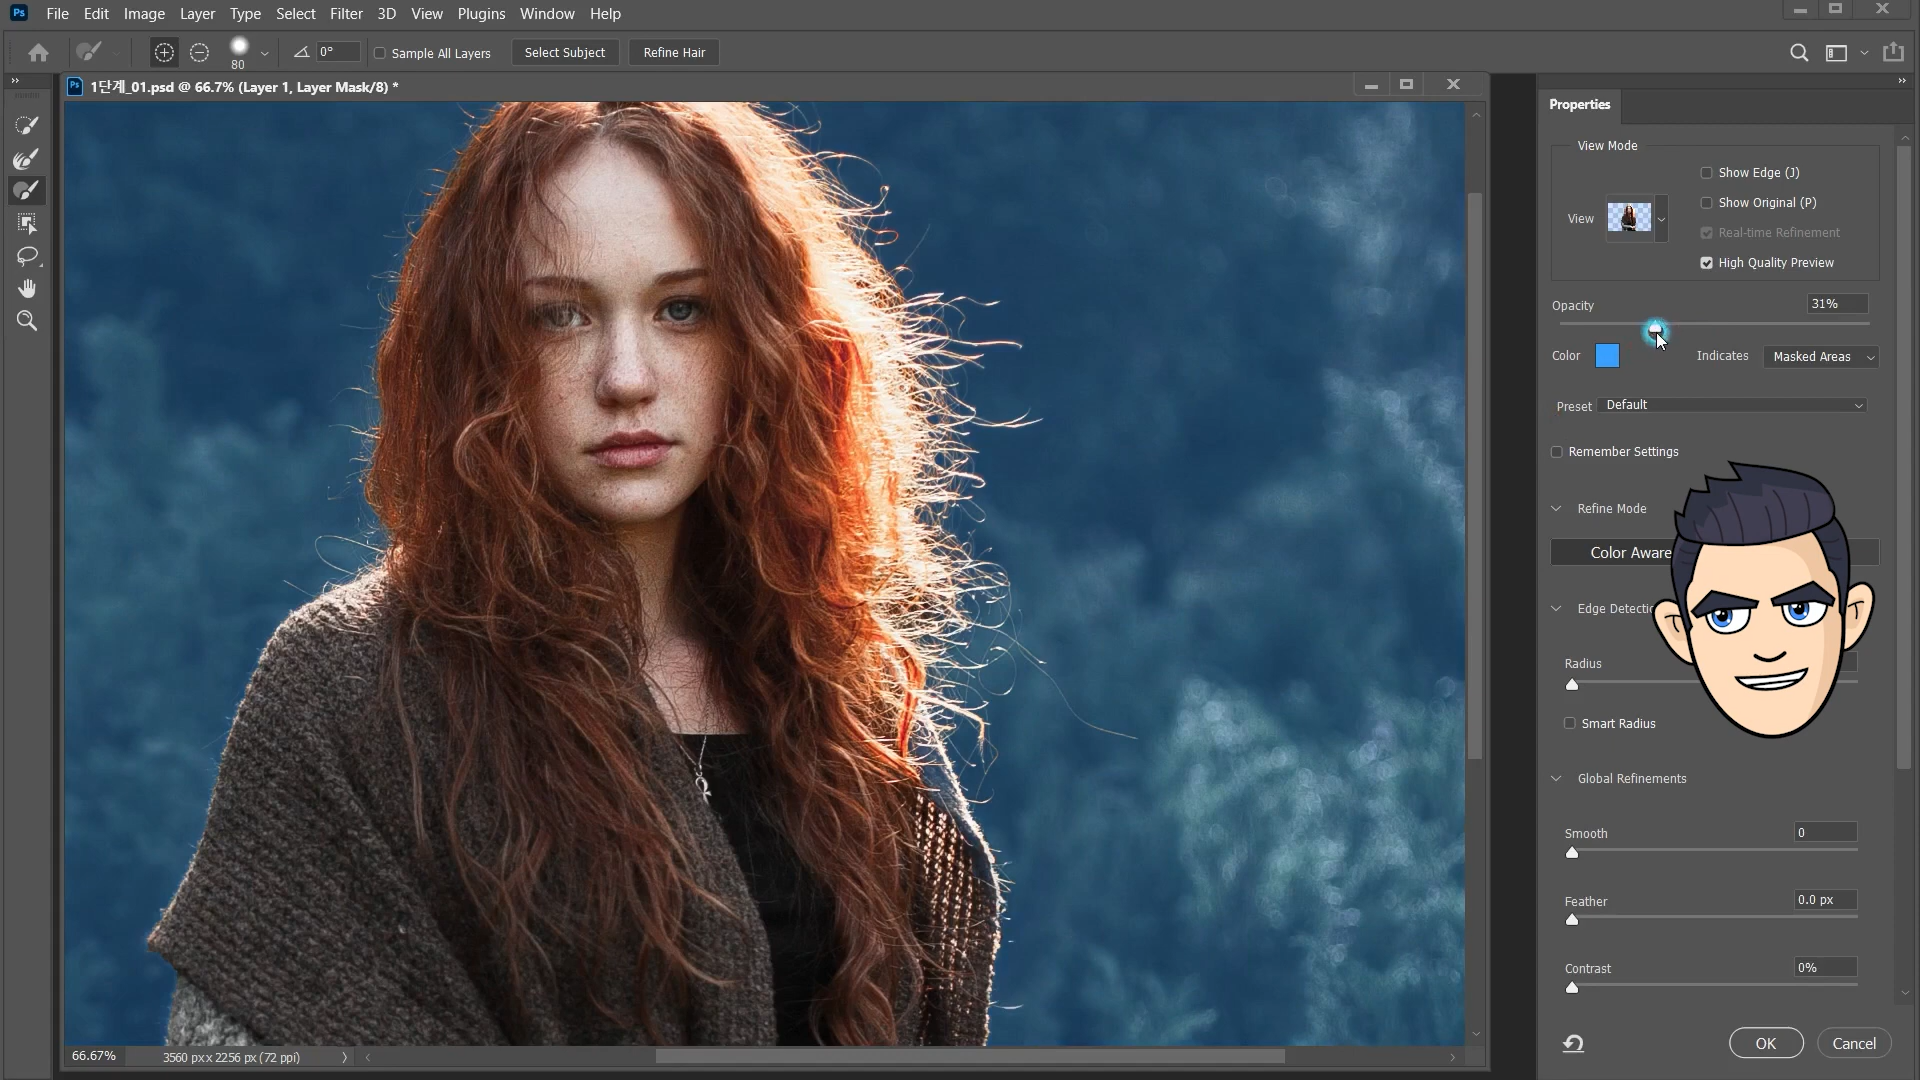 Ps File Edit Image Layer Type Select Filter 3D View Plugins Window Help
80 0° Sample All Layers Select Subject Refine Hair
Ps 1단계_01.psd @ 66.7% (Layer 1, Layer Mask/8) *
Properties
View Mode
Show Edge (J)
Show Original (P)
View
Real-time Refinement
High Quality Preview
Opacity 31%
Color Indicates Masked Areas
Preset Default
Remember Settings
Refine Mode
Color Aware
Edge Detectio
Radius
Smart Radius
Global Refinements
Smooth 0
Feather 0.0 px
Contrast 0%
66.67% 3560 px x 2256 px (72 ppi)
OK Cancel